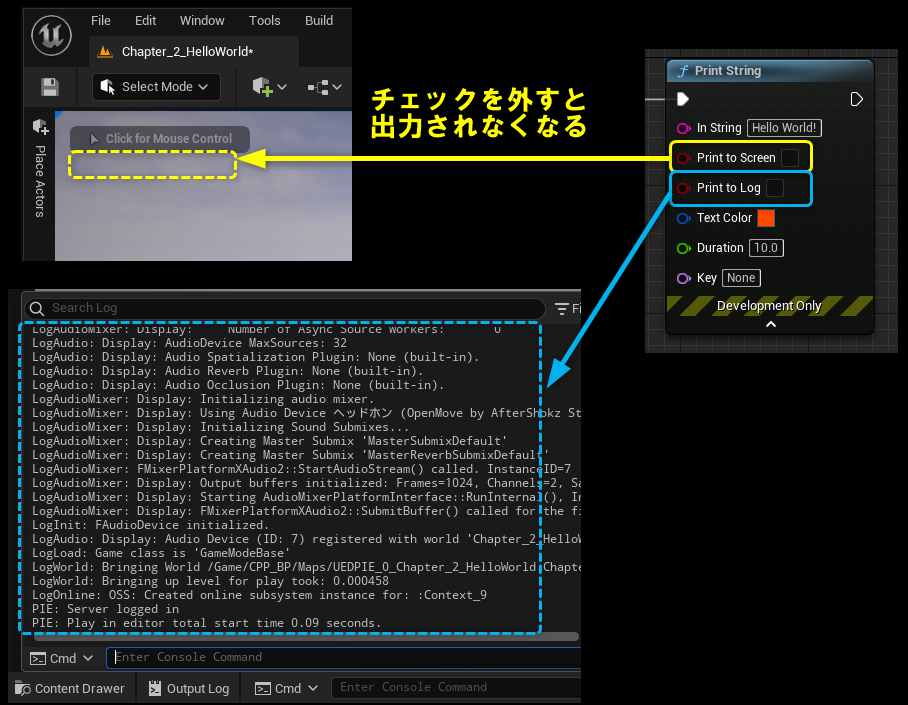 File Edit Window Tools Build
Chapter_2_HelloWorld*
Select Mode
Place Actors
Click for Mouse Control
チェックを外すと
出力されなくなる
Print String
In String Hello World!
Print to Screen
Print to Log
Text Color
Duration 10.0
Key None
Development Only
Search Log
LogAudioMixer: Display: Number of Async Source Workers: 0
LogAudio: Display: AudioDevice MaxSources: 32
LogAudio: Display: Audio Spatialization Plugin: None (built-in).
LogAudio: Display: Audio Reverb Plugin: None (built-in).
LogAudio: Display: Audio Occlusion Plugin: None (built-in).
LogAudioMixer: Display: Initializing audio mixer.
LogAudioMixer: Display: Using Audio Device ヘッドホン (OpenMove by AfterShokz St
LogAudioMixer: Display: Initializing Sound Submixes...
LogAudioMixer: Display: Creating Master Submix 'MasterSubmixDefault'
LogAudioMixer: Display: Creating Master Submix 'MasterReverbSubmixDefault'
LogAudioMixer: FMixerPlatformXAudio2::StartAudioStream() called. InstanceID=7
LogAudioMixer: Display: Output buffers initialized: Frames=1024, Channels=2, Sa
LogAudioMixer: Display: Starting AudioMixerPlatformInterface::RunInternal(), In
LogAudioMixer: Display: FMixerPlatformXAudio2::SubmitBuffer() called for the fi
LogInit: FAudioDevice initialized.
LogAudio: Display: Audio Device (ID: 7) registered with world 'Chapter_2_HelloW
LogLoad: Game class is 'GameModeBase'
LogWorld: Bringing World /Game/CPP_BP/Maps/UEDPIE_0_Chapter_2_HelloWorld.Chapte
LogWorld: Bringing up level for play took: 0.000458
LogOnline: OSS: Created online subsystem instance for: :Context_9
PIE: Server logged in
PIE: Play in editor total start time 0.09 seconds.
Cmd Enter Console Command
Content Drawer Output Log Cmd Enter Console Command